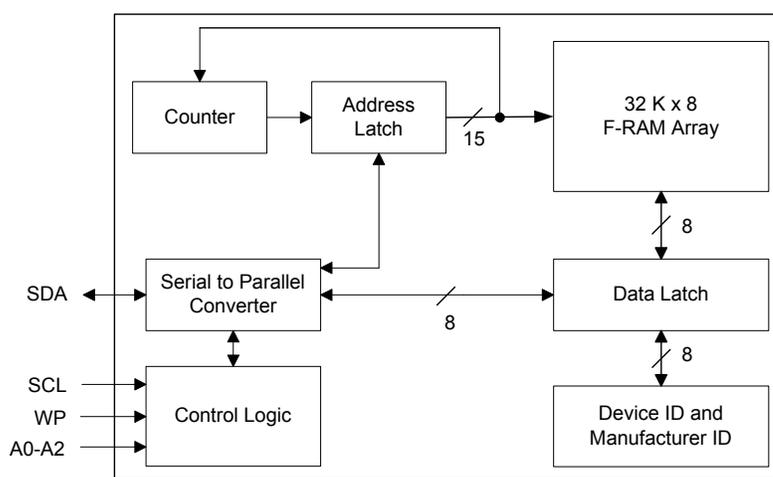 Counter
Address
Latch
15
32 K x 8
F-RAM Array
8
SDA
Serial to Parallel
Converter
8
Data Latch
8
SCL
WP
A0-A2
Control Logic
Device ID and
Manufacturer ID